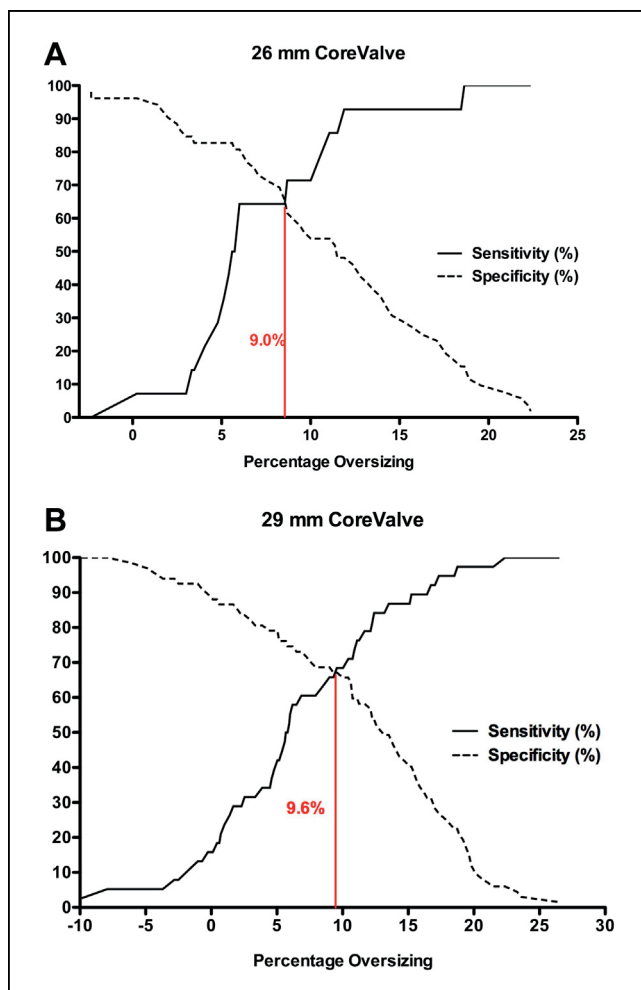 A
26 mm CoreValve
100
90
80
70
60
50
40
30
20
10
0
Sensitivity (%)
Specificity (%)
9.0%
0 5 10 15 20 25
Percentage Oversizing
B
29 mm CoreValve
100
90
80
70
60
50
40
30
20
10
0
Sensitivity (%)
Specificity (%)
9.6%
-10 -5 0 5 10 15 20 25 30
Percentage Oversizing